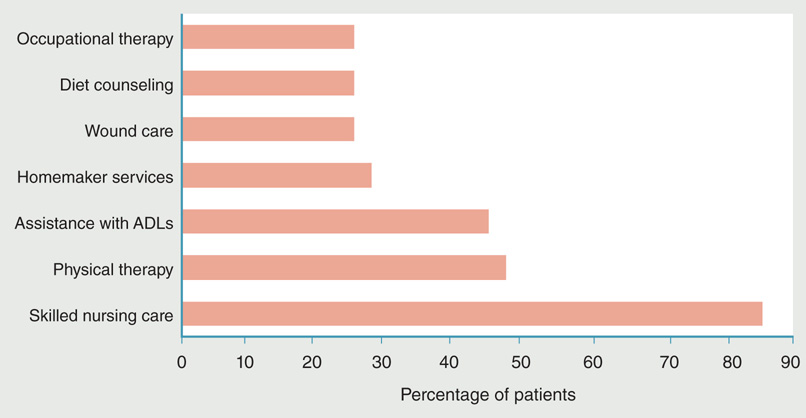 Occupational therapy
Diet counseling
Wound care
Homemaker services
Assistance with ADLs
Physical therapy
Skilled nursing care
0 10 20 30 40 50 60 70 80 90
Percentage of patients